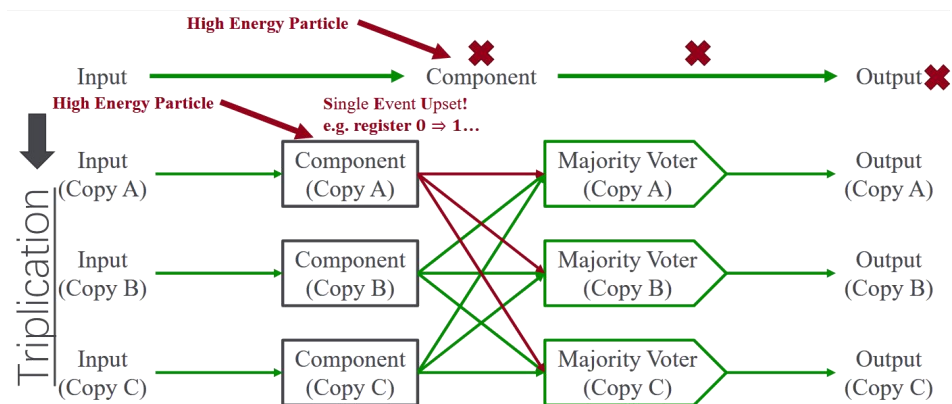 High Energy Particle
Input
Component
Output
High Energy Particle
Single Event Upset!
e.g. register 0 ⇒ 1…
Triplication
Input
(Copy A)
Component
(Copy A)
Majority Voter
(Copy A)
Output
(Copy A)
Input
(Copy B)
Component
(Copy B)
Majority Voter
(Copy B)
Output
(Copy B)
Input
(Copy C)
Component
(Copy C)
Majority Voter
(Copy C)
Output
(Copy C)